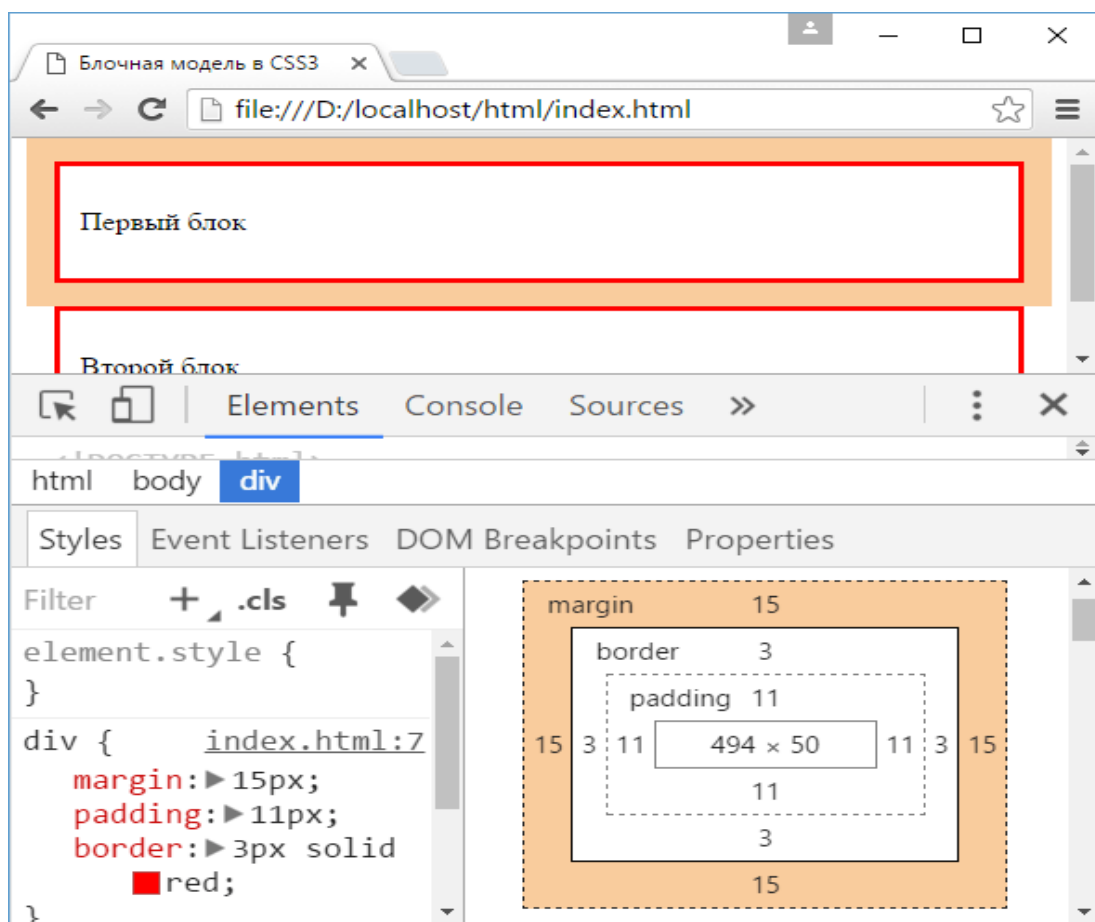 Блочная модель в CSS3
file:///D:/localhost/html/index.html
Первый блок
Второй блок
Elements Console Sources »
<!DOCTYPE html>
html body div
Styles Event Listeners DOM Breakpoints Properties
Filter + .cls
element.style {
}
div { index.html:7
margin: 15px;
padding: 11px;
border: 3px solid
red;
}
margin 15
border 3
padding 11
15 3 11 494 × 50 11 3 15
11
3
15